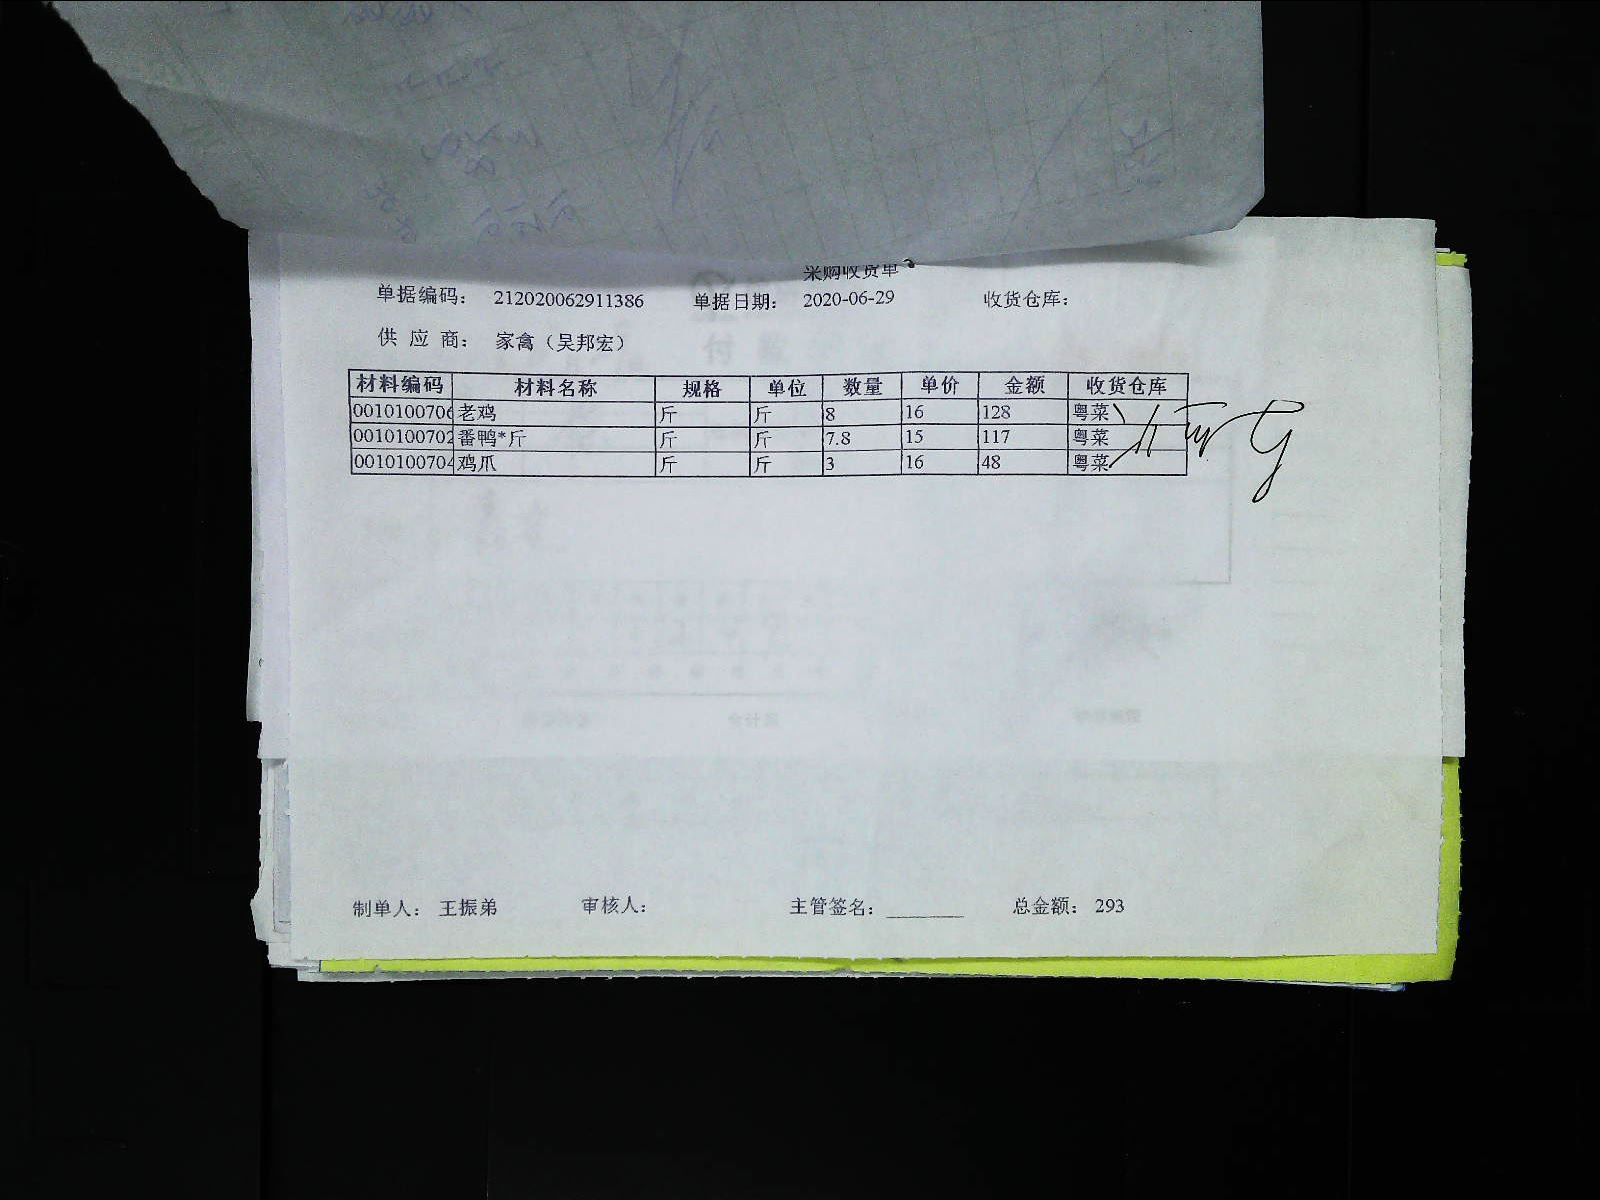 采购收货单
单据编码: 212020062911386 单据日期: 2020-06-29 收货仓库:
供应商: 家禽（吴邦宏）
材料编码 材料名称 规格 单位 数量 单价 金额 收货仓库
0010100706 老鸡 斤 斤 8 16 128 粤菜
0010100702 番鸭*斤 斤 斤 7.8 15 117 粤菜
0010100704 鸡爪 斤 斤 3 16 48 粤菜
制单人: 王振弟 审核人: 主管签名: 总金额: 293